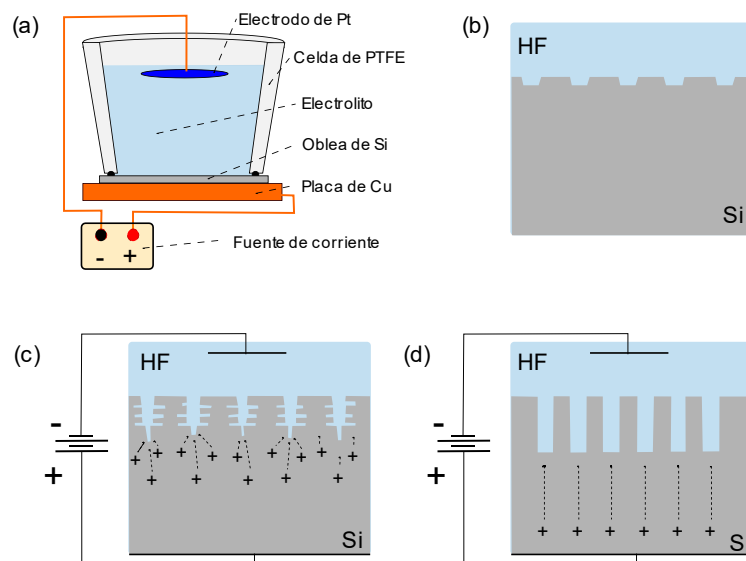 (a)
Electrodo de Pt
Celda de PTFE
Electrolito
Oblea de Si
Placa de Cu
Fuente de corriente
- +
(b)
HF
Si
(c)
HF
-
+
+ + + + + + + +
+ + + + +
Si
(d)
HF
-
+
+ + + + + +
S